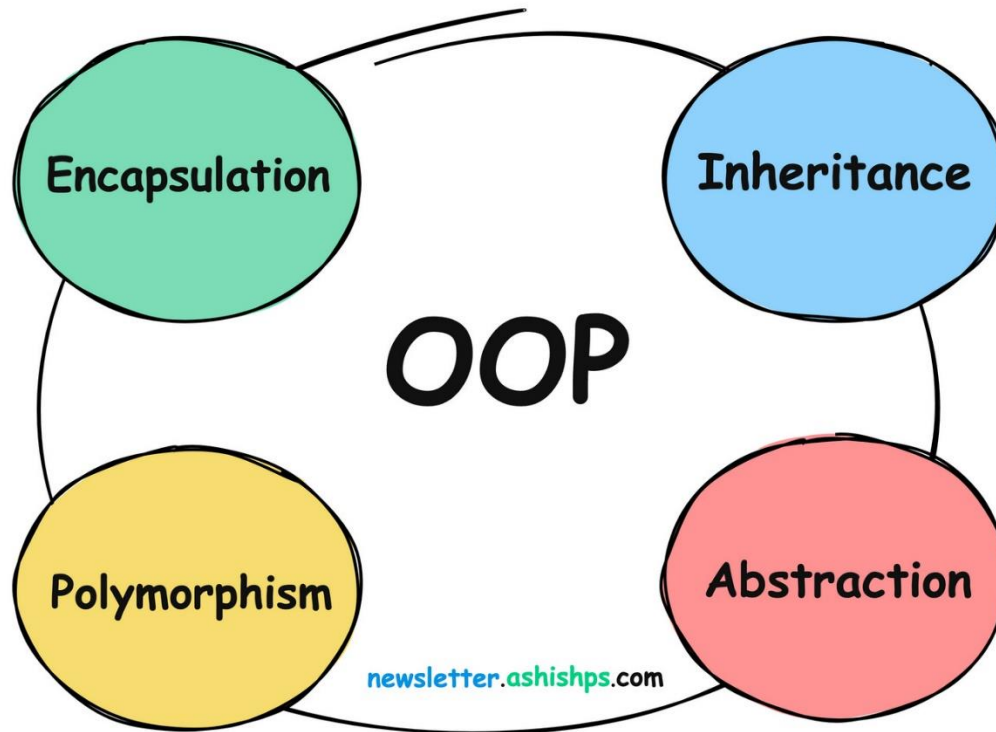 Encapsulation
Inheritance
OOP
Polymorphism
Abstraction
newsletter.ashishps.com